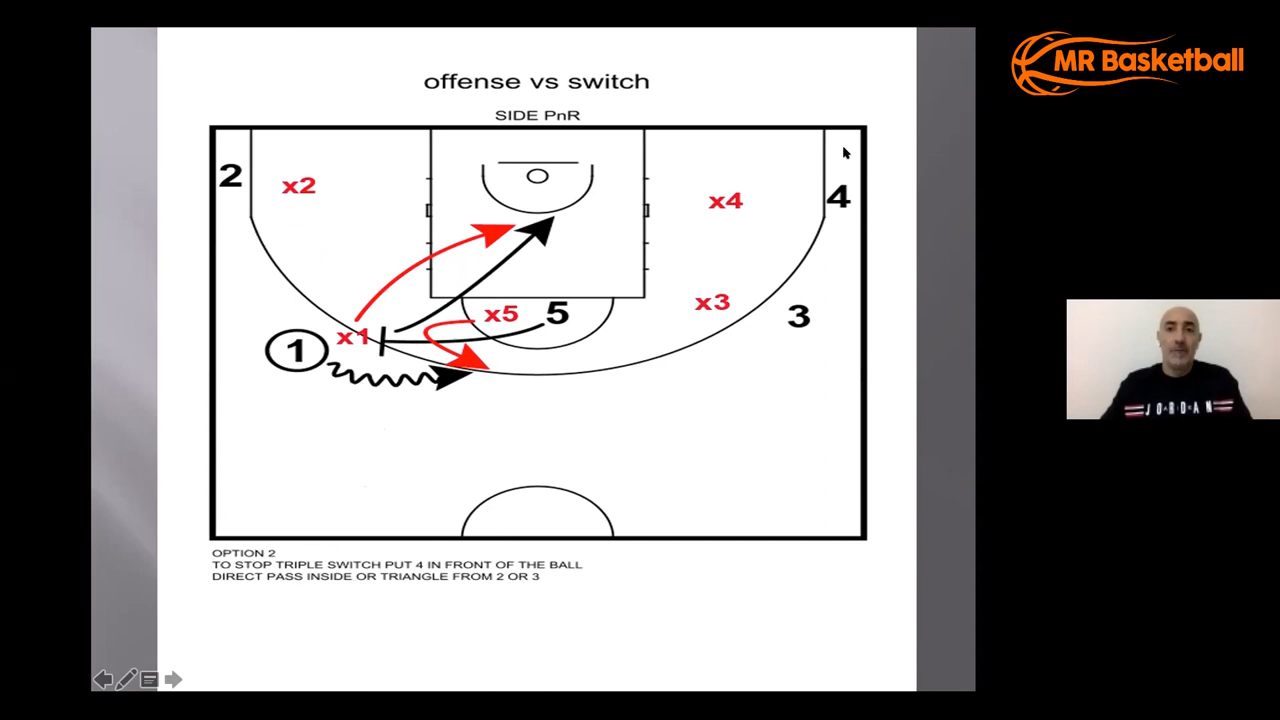 MR Basketball
offense vs switch
SIDE PnR
2
x2
x4
4
x3
3
x5
5
x1
1
OPTION 2
TO STOP TRIPLE SWITCH PUT 4 IN FRONT OF THE BALL
DIRECT PASS INSIDE OR TRIANGLE FROM 2 OR 3
JORDAN